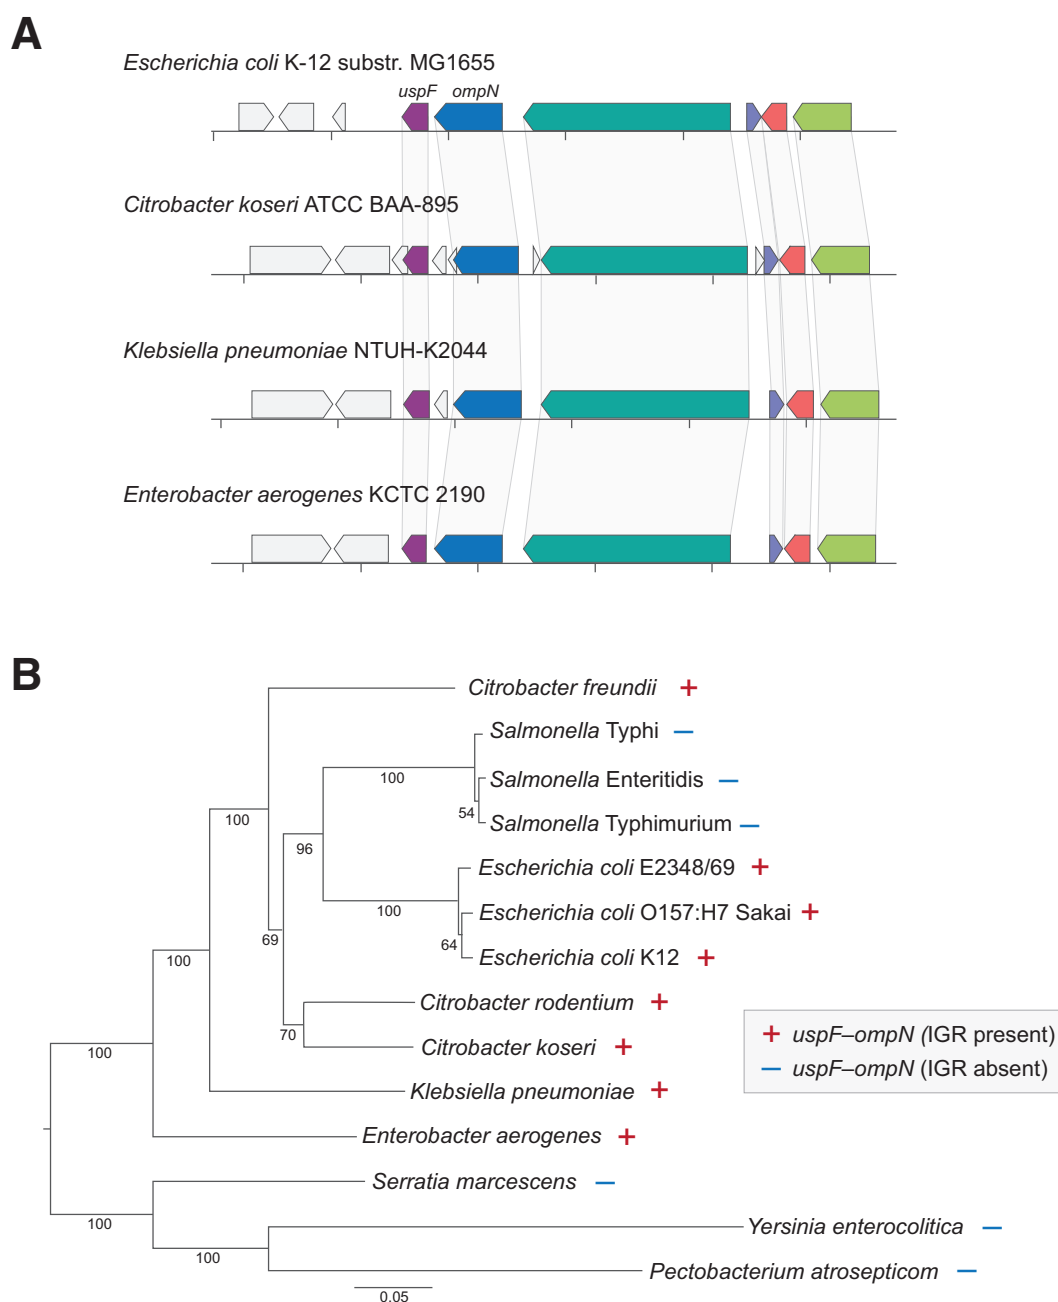 A
Escherichia coli K-12 substr. MG1655
uspF ompN
Citrobacter koseri ATCC BAA-895
Klebsiella pneumoniae NTUH-K2044
Enterobacter aerogenes KCTC 2190
B
Citrobacter freundii +
Salmonella Typhi —
100
Salmonella Enteritidis —
54
Salmonella Typhimurium —
100
96
Escherichia coli E2348/69 +
100
Escherichia coli O157:H7 Sakai +
69
64
Escherichia coli K12 +
100
Citrobacter rodentium +
70
Citrobacter koseri +
100
+ uspF–ompN (IGR present)
— uspF–ompN (IGR absent)
Klebsiella pneumoniae +
Enterobacter aerogenes +
Serratia marcescens —
100
Yersinia enterocolitica —
100
Pectobacterium atrosepticom —
0.05